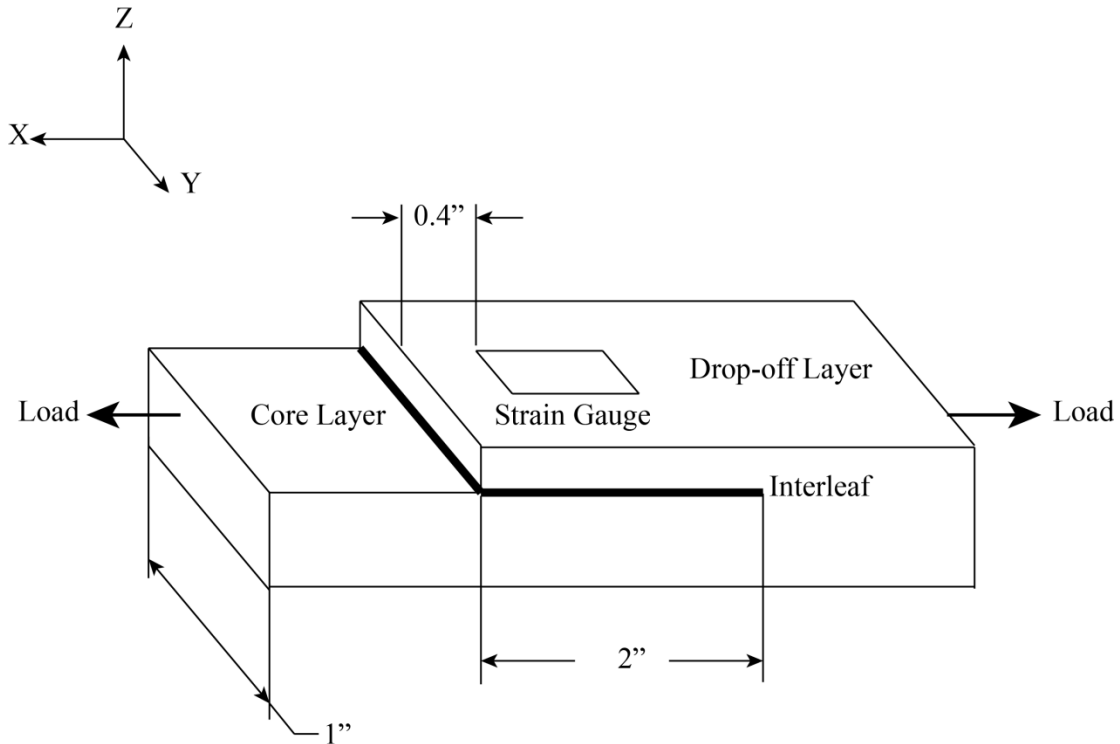 Z
X
Y
0.4”
Drop-off Layer
Load
Core Layer
Strain Gauge
Load
Interleaf
2”
1”